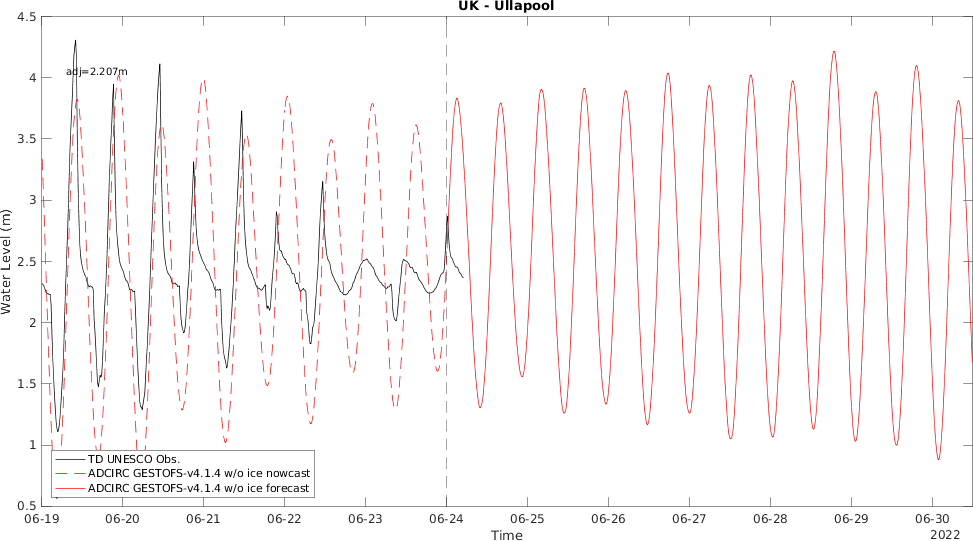 UK - Ullapool
4.5
4
3.5
3
2.5
2
1.5
1
0.5
Water Level (m)
adj=2.207m
TD UNESCO Obs.
ADCIRC GESTOFS-v4.1.4 w/o ice nowcast
ADCIRC GESTOFS-v4.1.4 w/o ice forecast
06-19 06-20 06-21 06-22 06-23 06-24 06-25 06-26 06-27 06-28 06-29 06-30
Time
2022